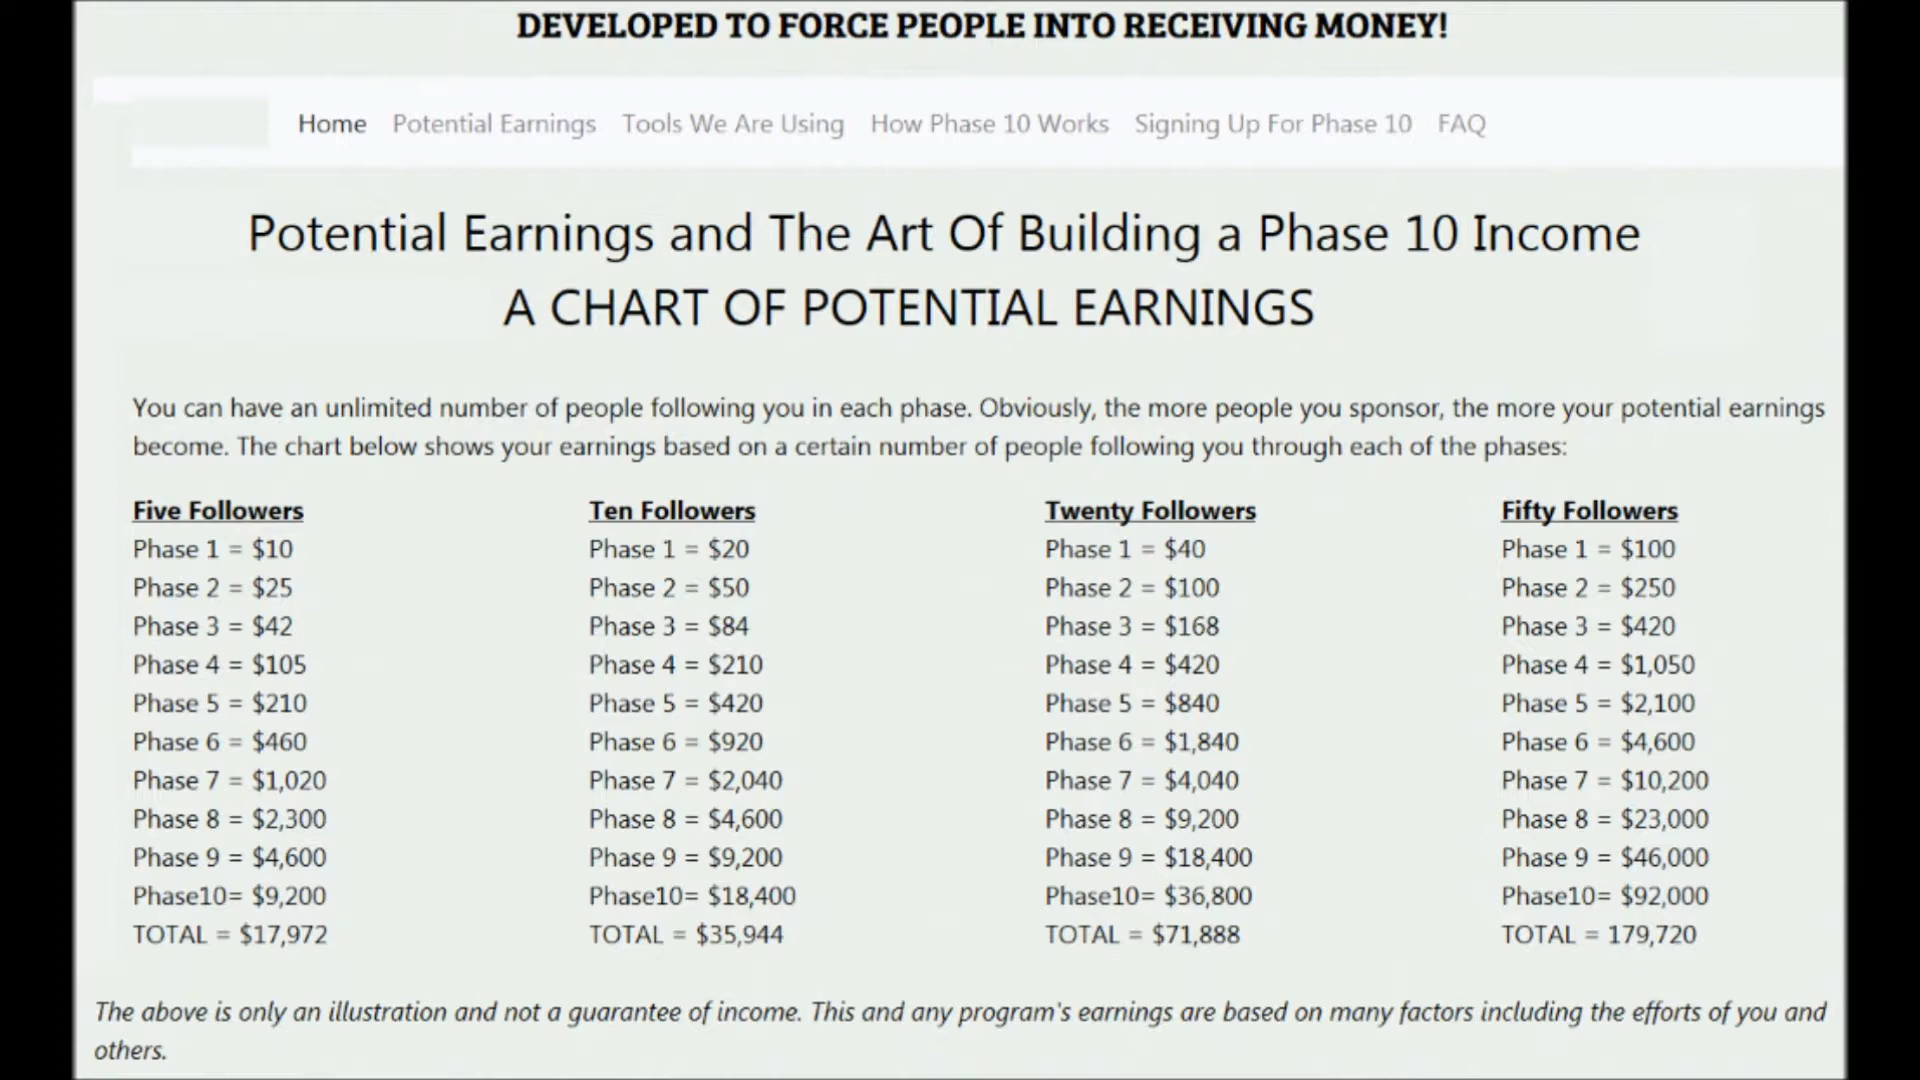 DEVELOPED TO FORCE PEOPLE INTO RECEIVING MONEY!
Home Potential Earnings Tools We Are Using How Phase 10 Works Signing Up For Phase 10 FAQ
Potential Earnings and The Art Of Building a Phase 10 Income
A CHART OF POTENTIAL EARNINGS
You can have an unlimited number of people following you in each phase. Obviously, the more people you sponsor, the more your potential earnings
become. The chart below shows your earnings based on a certain number of people following you through each of the phases:
Five Followers Ten Followers Twenty Followers Fifty Followers
Phase 1 = $10 Phase 1 = $20 Phase 1 = $40 Phase 1 = $100
Phase 2 = $25 Phase 2 = $50 Phase 2 = $100 Phase 2 = $250
Phase 3 = $42 Phase 3 = $84 Phase 3 = $168 Phase 3 = $420
Phase 4 = $105 Phase 4 = $210 Phase 4 = $420 Phase 4 = $1,050
Phase 5 = $210 Phase 5 = $420 Phase 5 = $840 Phase 5 = $2,100
Phase 6 = $460 Phase 6 = $920 Phase 6 = $1,840 Phase 6 = $4,600
Phase 7 = $1,020 Phase 7 = $2,040 Phase 7 = $4,040 Phase 7 = $10,200
Phase 8 = $2,300 Phase 8 = $4,600 Phase 8 = $9,200 Phase 8 = $23,000
Phase 9 = $4,600 Phase 9 = $9,200 Phase 9 = $18,400 Phase 9 = $46,000
Phase10= $9,200 Phase10= $18,400 Phase10= $36,800 Phase10= $92,000
TOTAL = $17,972 TOTAL = $35,944 TOTAL = $71,888 TOTAL = 179,720
The above is only an illustration and not a guarantee of income. This and any program's earnings are based on many factors including the efforts of you and
others.